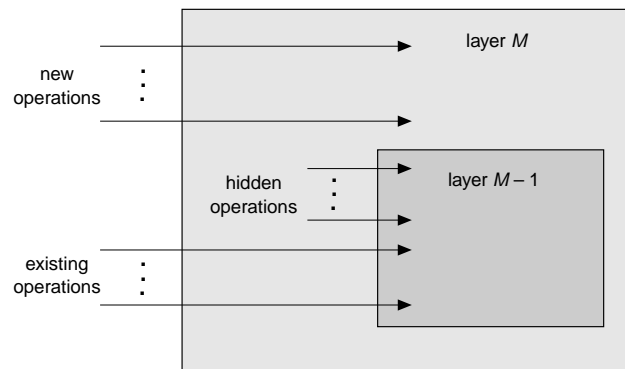 layer M
new
operations
layer M – 1
hidden
operations
existing
operations